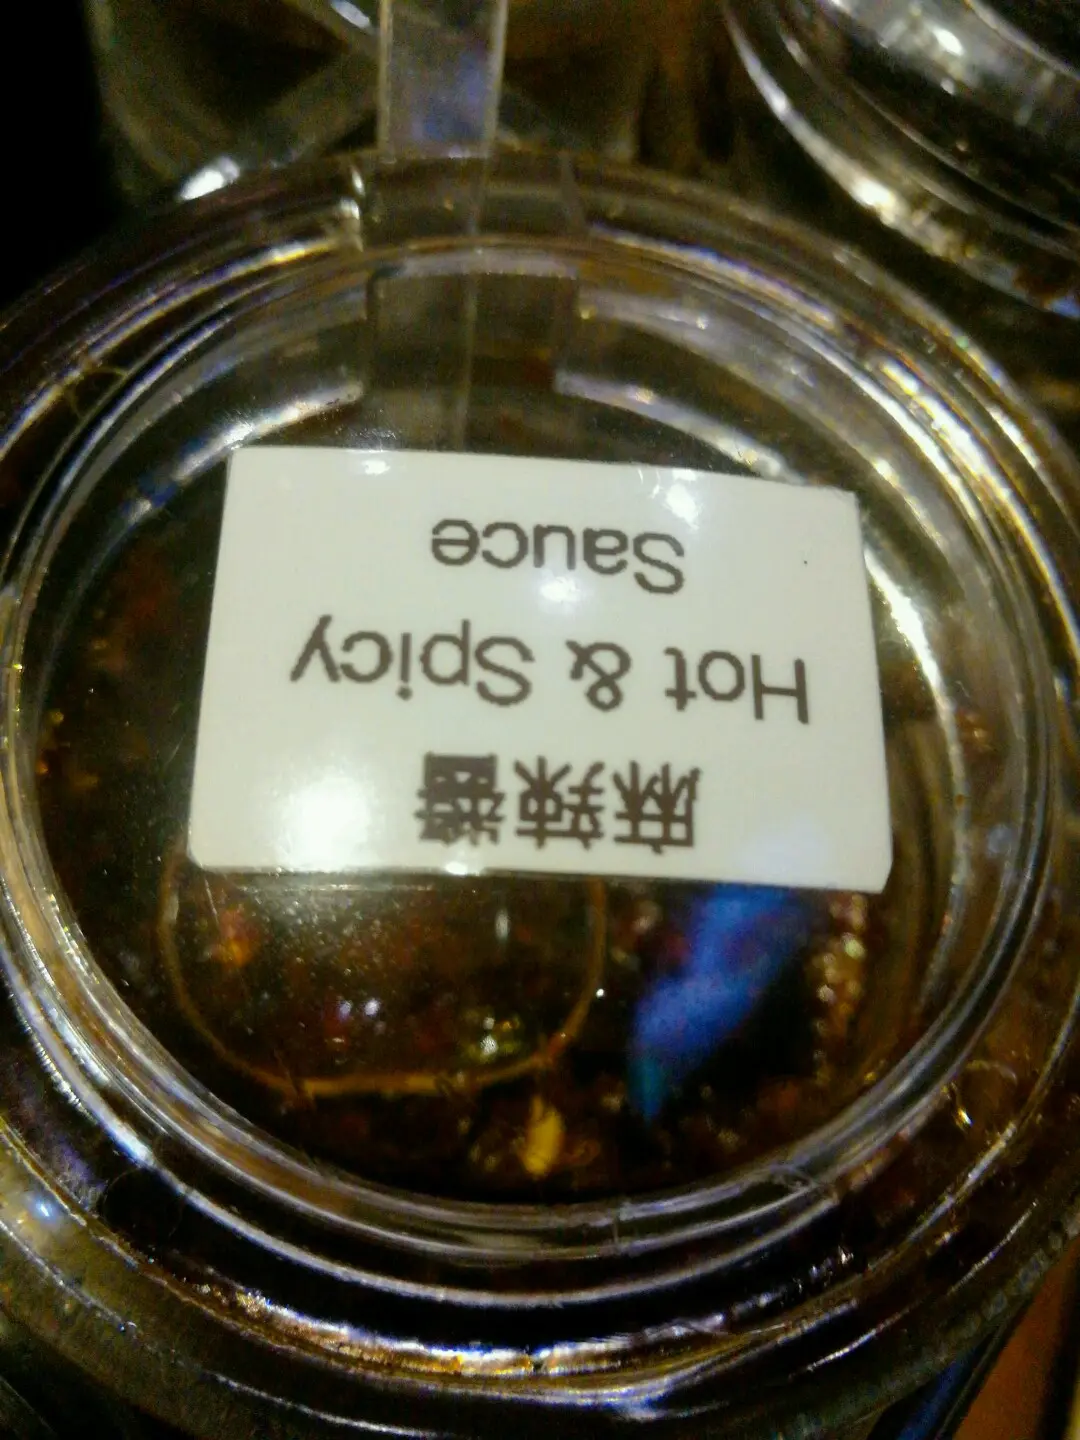 麻辣醬
Hot & Spicy
Sauce